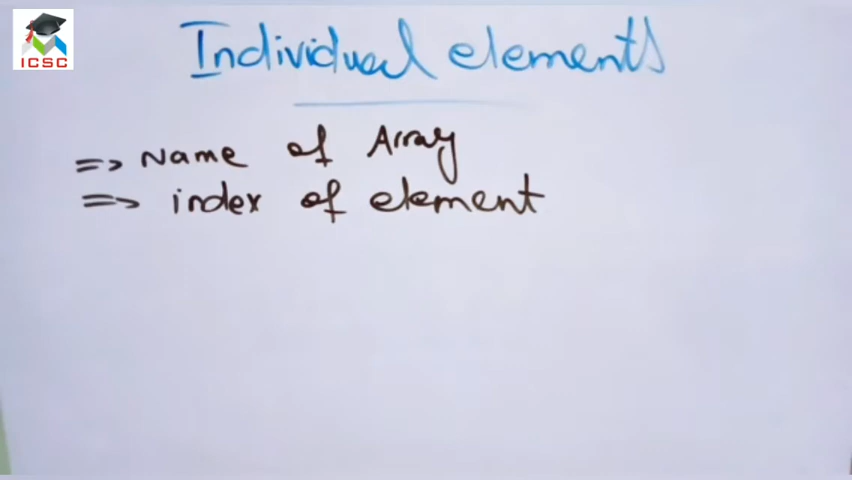 ICSC
Individual elements
=> Name of Array
=> index of element